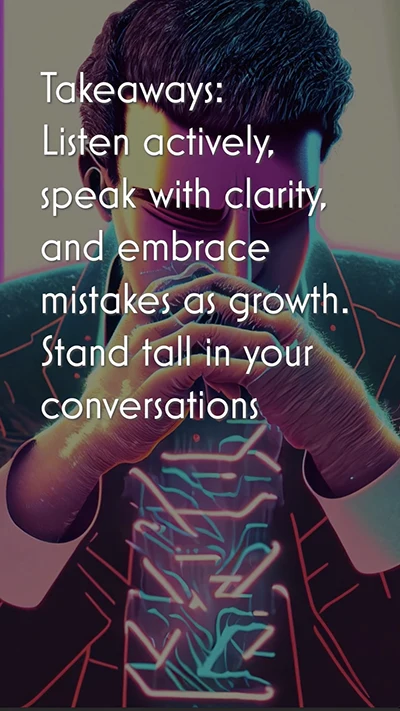 Takeaways:
Listen actively,
speak with clarity,
and embrace
mistakes as growth.
Stand tall in your
conversations